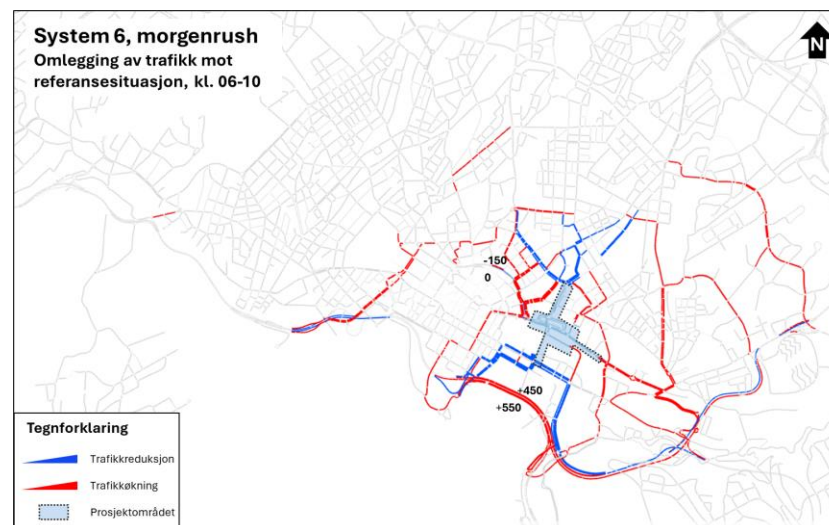 System 6, morgenrush
Omlegging av trafikk mot
referansesituasjon, kl. 06-10
N
-150
0
+450
+550
Tegnforklaring
Trafikkreduksjon
Trafikkøkning
Prosjektområdet